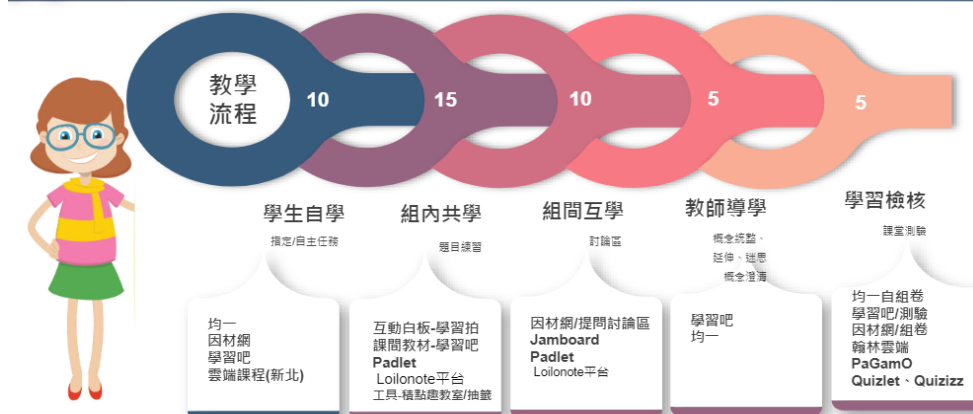 教學
流程
10
15
10
5
5
學生自學
指定/自主任務
組內共學
題目練習
組間互學
討論區
教師導學
概念統整、
延伸、迷思
概念澄清
學習檢核
課堂測驗
均一
因材網
學習吧
雲端課程(新北)
互動白板-學習拍
課間教材-學習吧
Padlet
Loilonote平台
工具-積點趣教室/抽籤
因材網/提問討論區
Jamboard
Padlet
Loilonote平台
學習吧
均一
均一自組卷
學習吧/測驗
因材網/組卷
翰林雲端
PaGamO
Quizlet、Quizizz